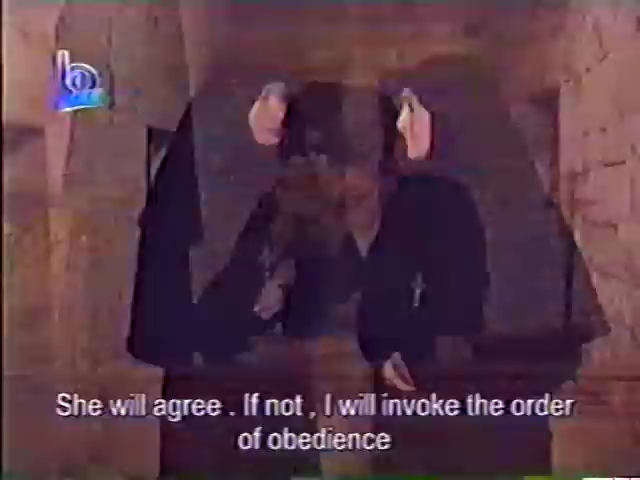 She will agree . If not , I will invoke the order
of obedience